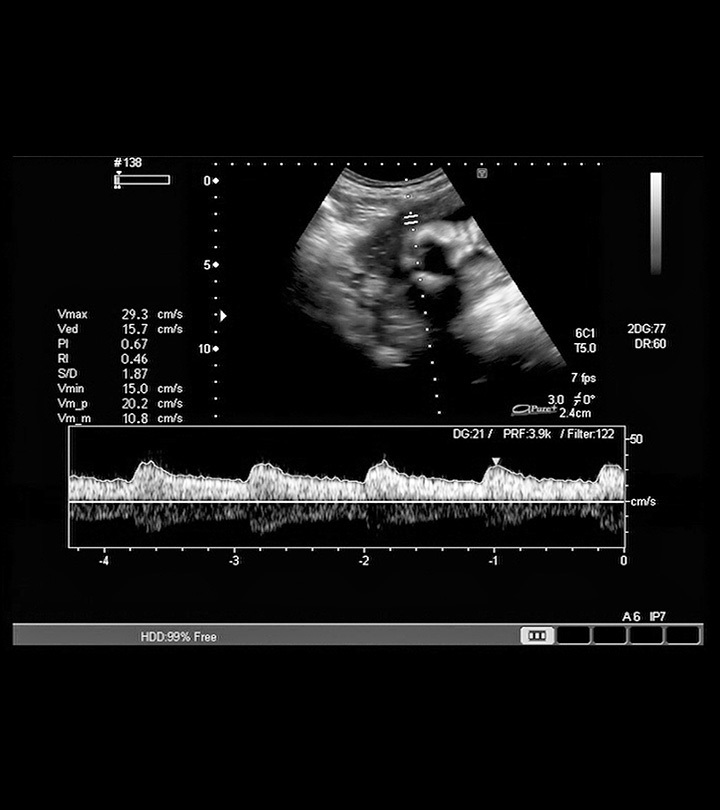 #138
0
5
10
Vmax 29.3 cm/s
Ved 15.7 cm/s
PI 0.67
RI 0.46
S/D 1.87
Vmin 15.0 cm/s
Vm_p 20.2 cm/s
Vm_m 10.8 cm/s
6C1
T5.0
7 fps
2DG:77
DR:60
3.0 0°
APure+ 2.4cm
DG:21 / PRF:3.9k / Filter:122
50
cm/s
-4 -3 -2 -1 0
A6 IP7
HDD:99% Free